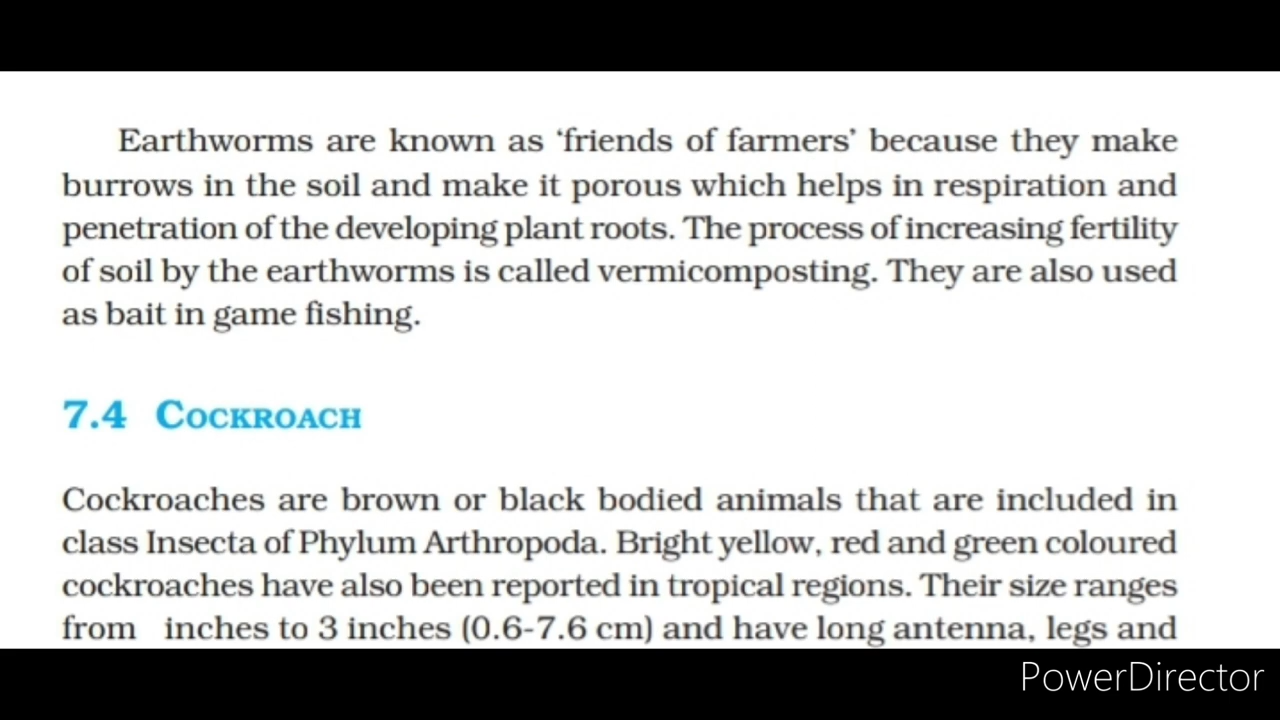 Earthworms are known as ‘friends of farmers’ because they make
burrows in the soil and make it porous which helps in respiration and
penetration of the developing plant roots. The process of increasing fertility
of soil by the earthworms is called vermicomposting. They are also used
as bait in game fishing.
7.4 COCKROACH
Cockroaches are brown or black bodied animals that are included in
class Insecta of Phylum Arthropoda. Bright yellow, red and green coloured
cockroaches have also been reported in tropical regions. Their size ranges
from inches to 3 inches (0.6-7.6 cm) and have long antenna, legs and
PowerDirector